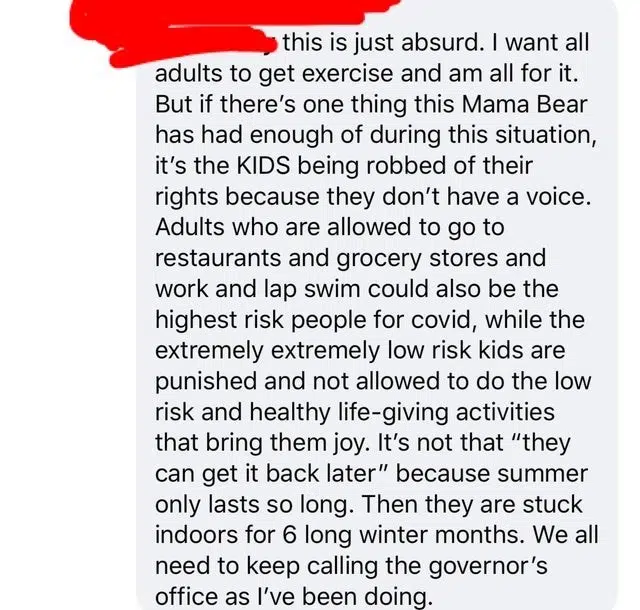 this is just absurd. I want all
adults to get exercise and am all for it.
But if there’s one thing this Mama Bear
has had enough of during this situation,
it’s the KIDS being robbed of their
rights because they don’t have a voice.
Adults who are allowed to go to
restaurants and grocery stores and
work and lap swim could also be the
highest risk people for covid, while the
extremely extremely low risk kids are
punished and not allowed to do the low
risk and healthy life-giving activities
that bring them joy. It’s not that “they
can get it back later” because summer
only lasts so long. Then they are stuck
indoors for 6 long winter months. We all
need to keep calling the governor’s
office as I’ve been doing.